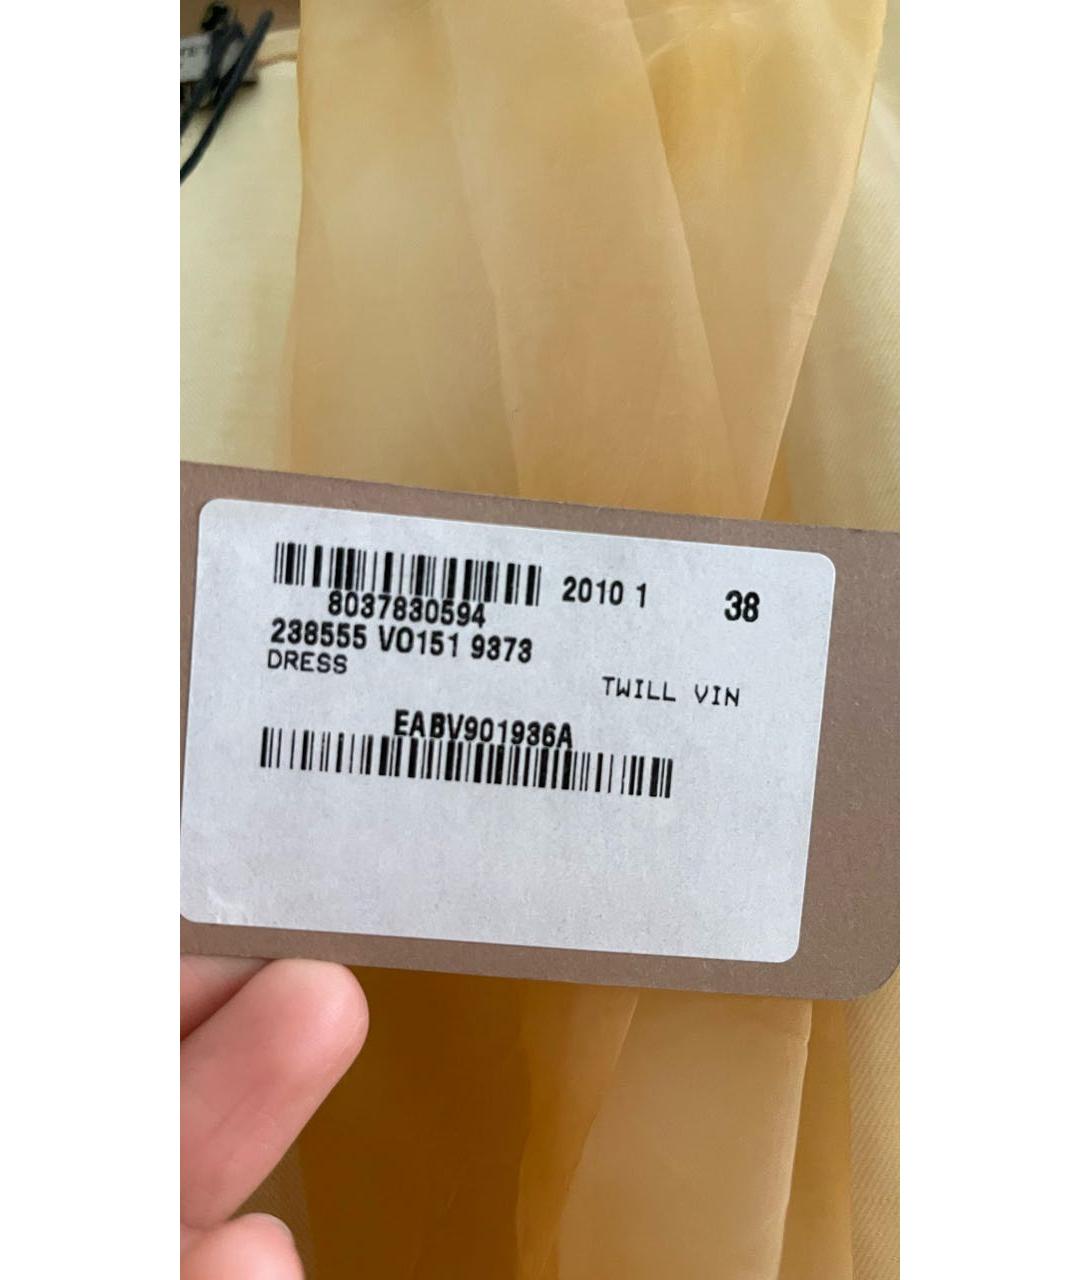 2010 1
38
8037830594
238555 VO151 9373
DRESS
TWILL VIN
EABV901936A